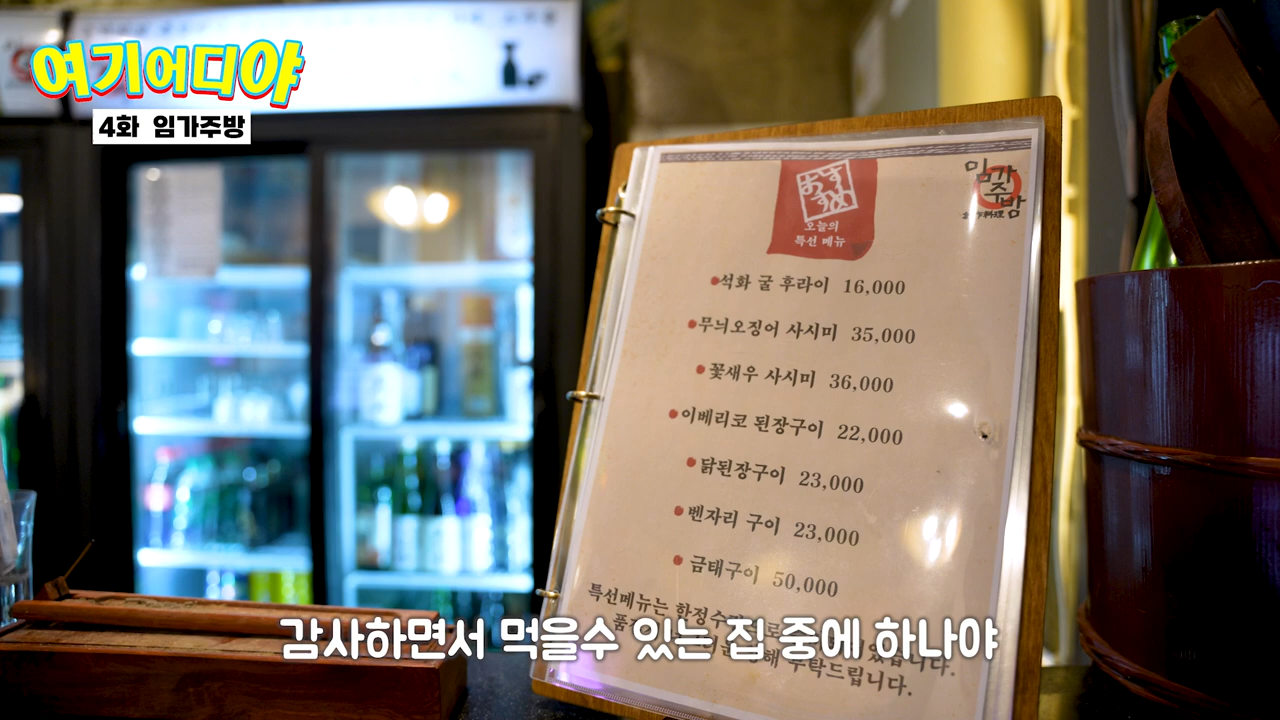 여기어디야
4화 임가주방
おすすめ
오늘의
특선 메뉴
임가
주방
料理
석화 굴 후라이 16,000
무늬오징어 사시미 35,000
꽃새우 사시미 36,000
이베리코 된장구이 22,000
닭된장구이 23,000
벤자리 구이 23,000
금태구이 50,000
특선메뉴는 한정수
부탁드립니다.
감사하면서 먹을수 있는 집 중에 하나야